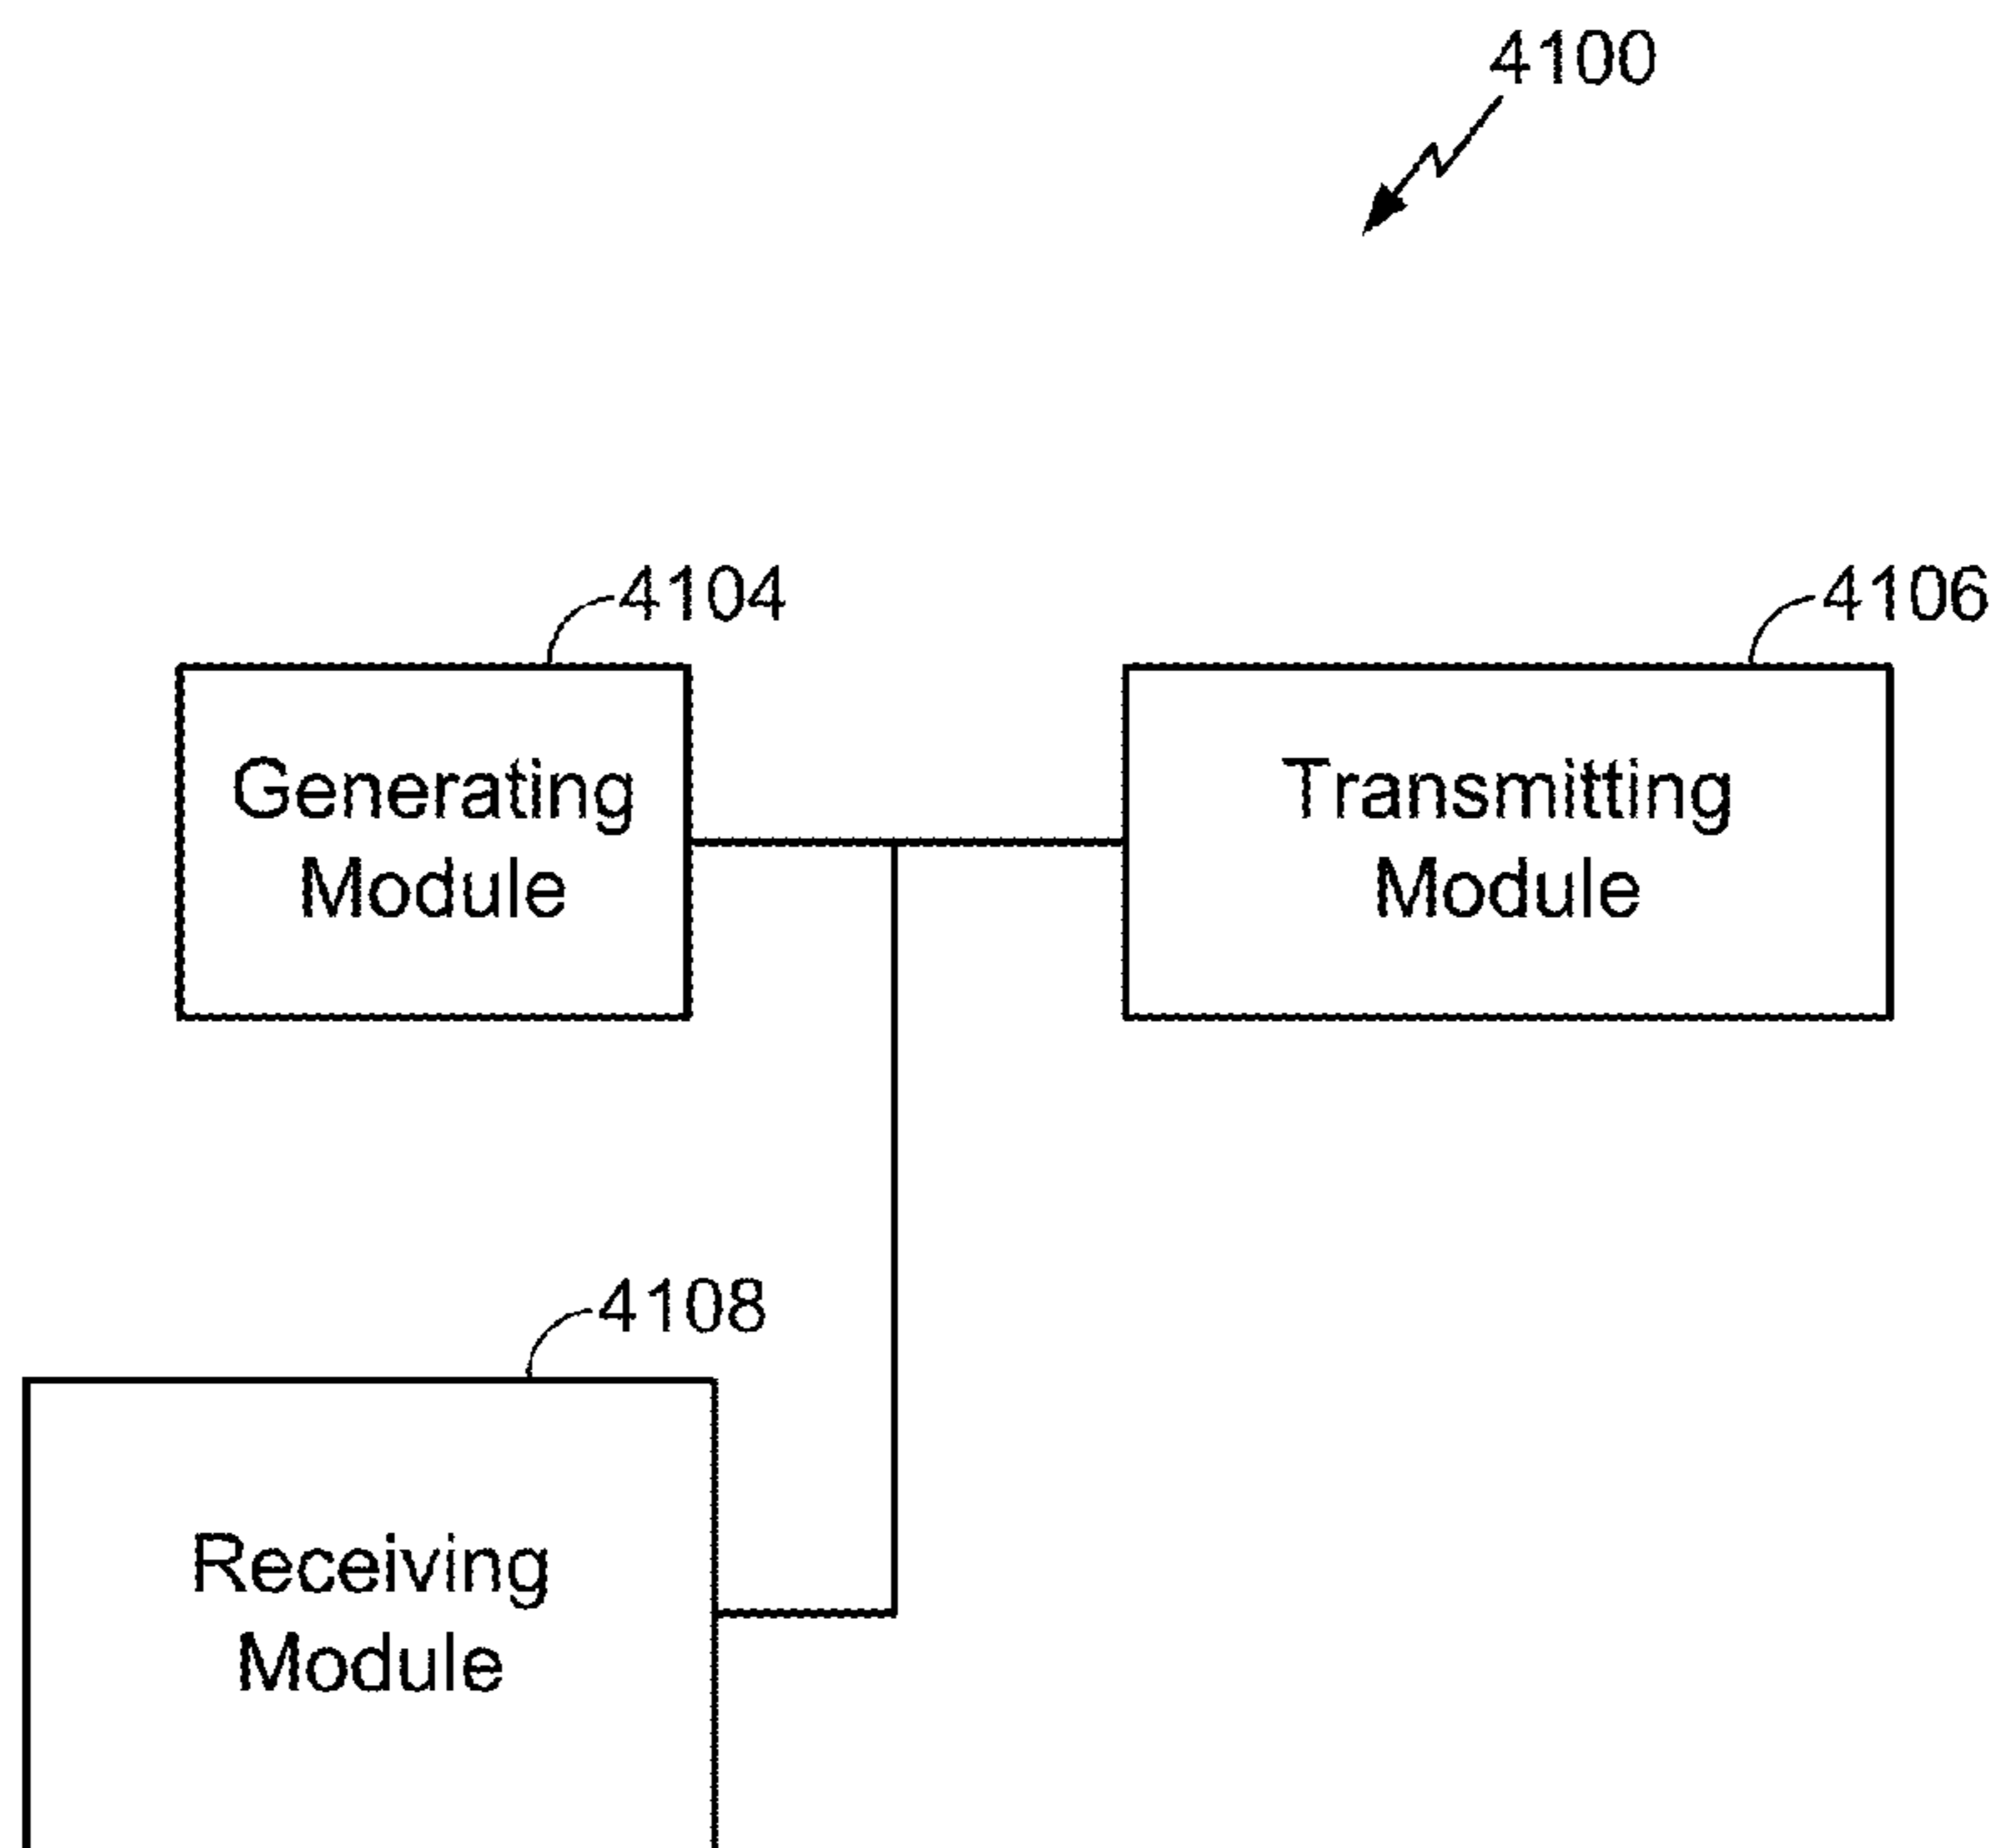 4100
4104
4106
Generating
Module
Transmitting
Module
4108
Receiving
Module